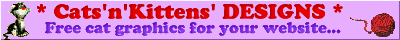 * Cats'n'Kittens' DESIGNS *
Free cat graphics for your website...